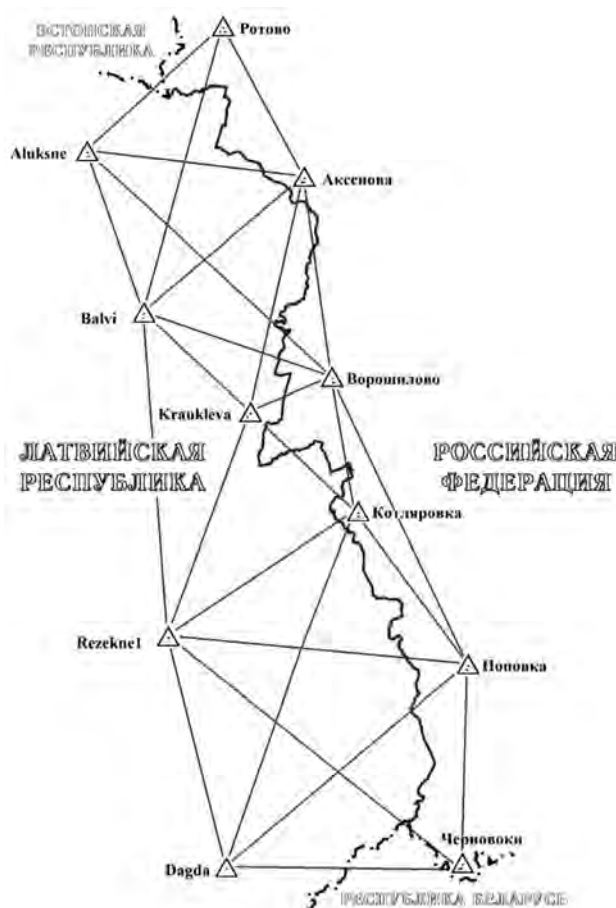 ЭСТОНСКАЯ
РЕСПУБЛИКА
Ротово
Aluksne
Аксенова
Balvi
Ворошилово
Kraukleva
ЛАТВИЙСКАЯ
РЕСПУБЛИКА
РОССИЙСКАЯ
ФЕДЕРАЦИЯ
Котляровка
Rezekne1
Поповка
Черновоки
Dagda
РЕСПУБЛИКА БЕЛАРУСЬ